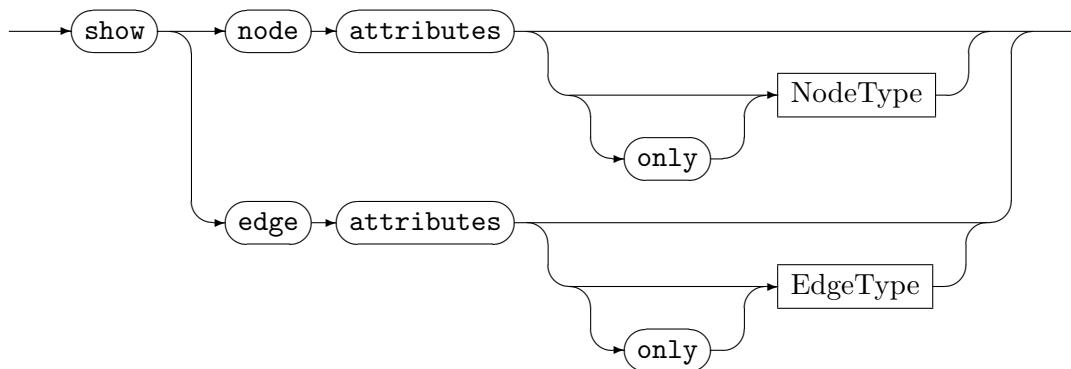 show node attributes
NodeType
only
edge attributes
EdgeType
only